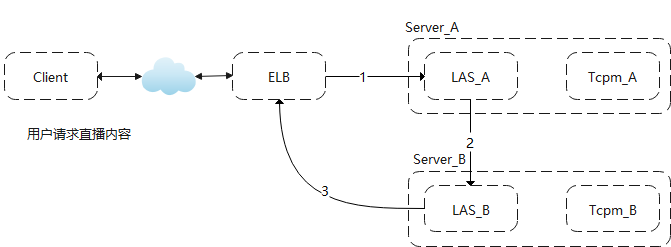 Server_A
Client
ELB
1
LAS_A
Tcpm_A
用户请求直播内容
2
Server_B
3
LAS_B
Tcpm_B